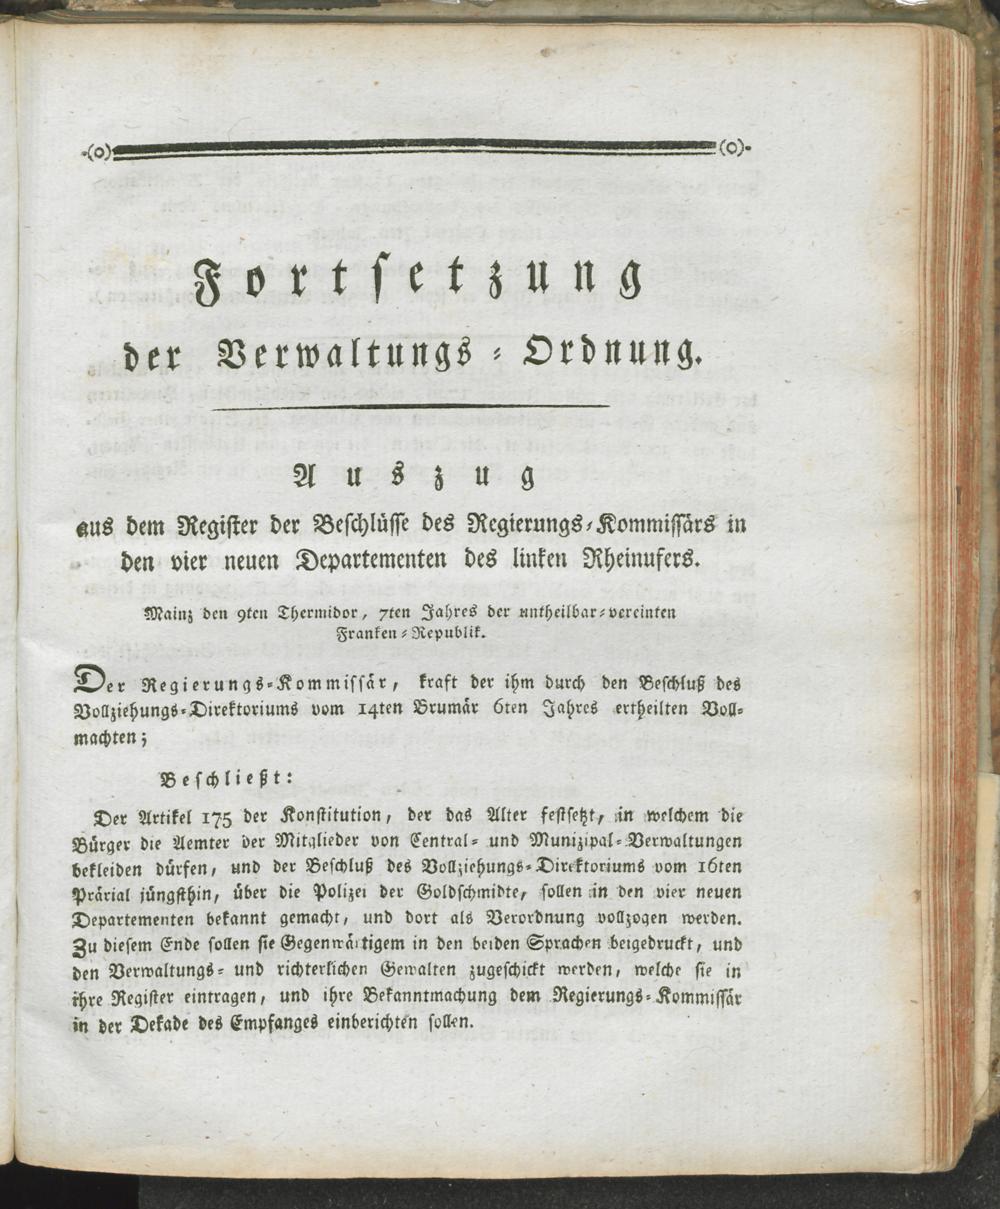 Fortsetzung
der Verwaltungs-Ordnung.
Auszug
aus dem Register der Beschlüsse des Regierungs-Kommissärs in
den vier neuen Departementen des linken Rheinufers.
Mainz den 9ten Thermidor, 7ten Jahres der untheilbar-vereinten
Franken-Republik.
Der Regierungs-Kommissär, kraft der ihm durch den Beschluß des
Vollziehungs-Direktoriums vom 14ten Brumär 6ten Jahres ertheilten Voll-
machten;
Beschließt:
Der Artikel 175 der Konstitution, der das Alter festsetzt, in welchem die
Bürger die Aemter der Mitglieder von Central- und Munizipal-Verwaltungen
bekleiden dürfen, und der Beschluß des Vollziehungs-Direktoriums vom 16ten
Prärial jüngsthin, über die Polizei der Goldschmidte, sollen in den vier neuen
Departementen bekannt gemacht, und dort als Verordnung vollzogen werden.
Zu diesem Ende sollen sie Gegenwärtigem in den beiden Sprachen beigedruckt, und
den Verwaltungs- und richterlichen Gewalten zugeschickt werden, welche sie in
ihre Register eintragen, und ihre Bekanntmachung dem Regierungs-Kommissär
in der Dekade des Empfanges einberichten sollen.